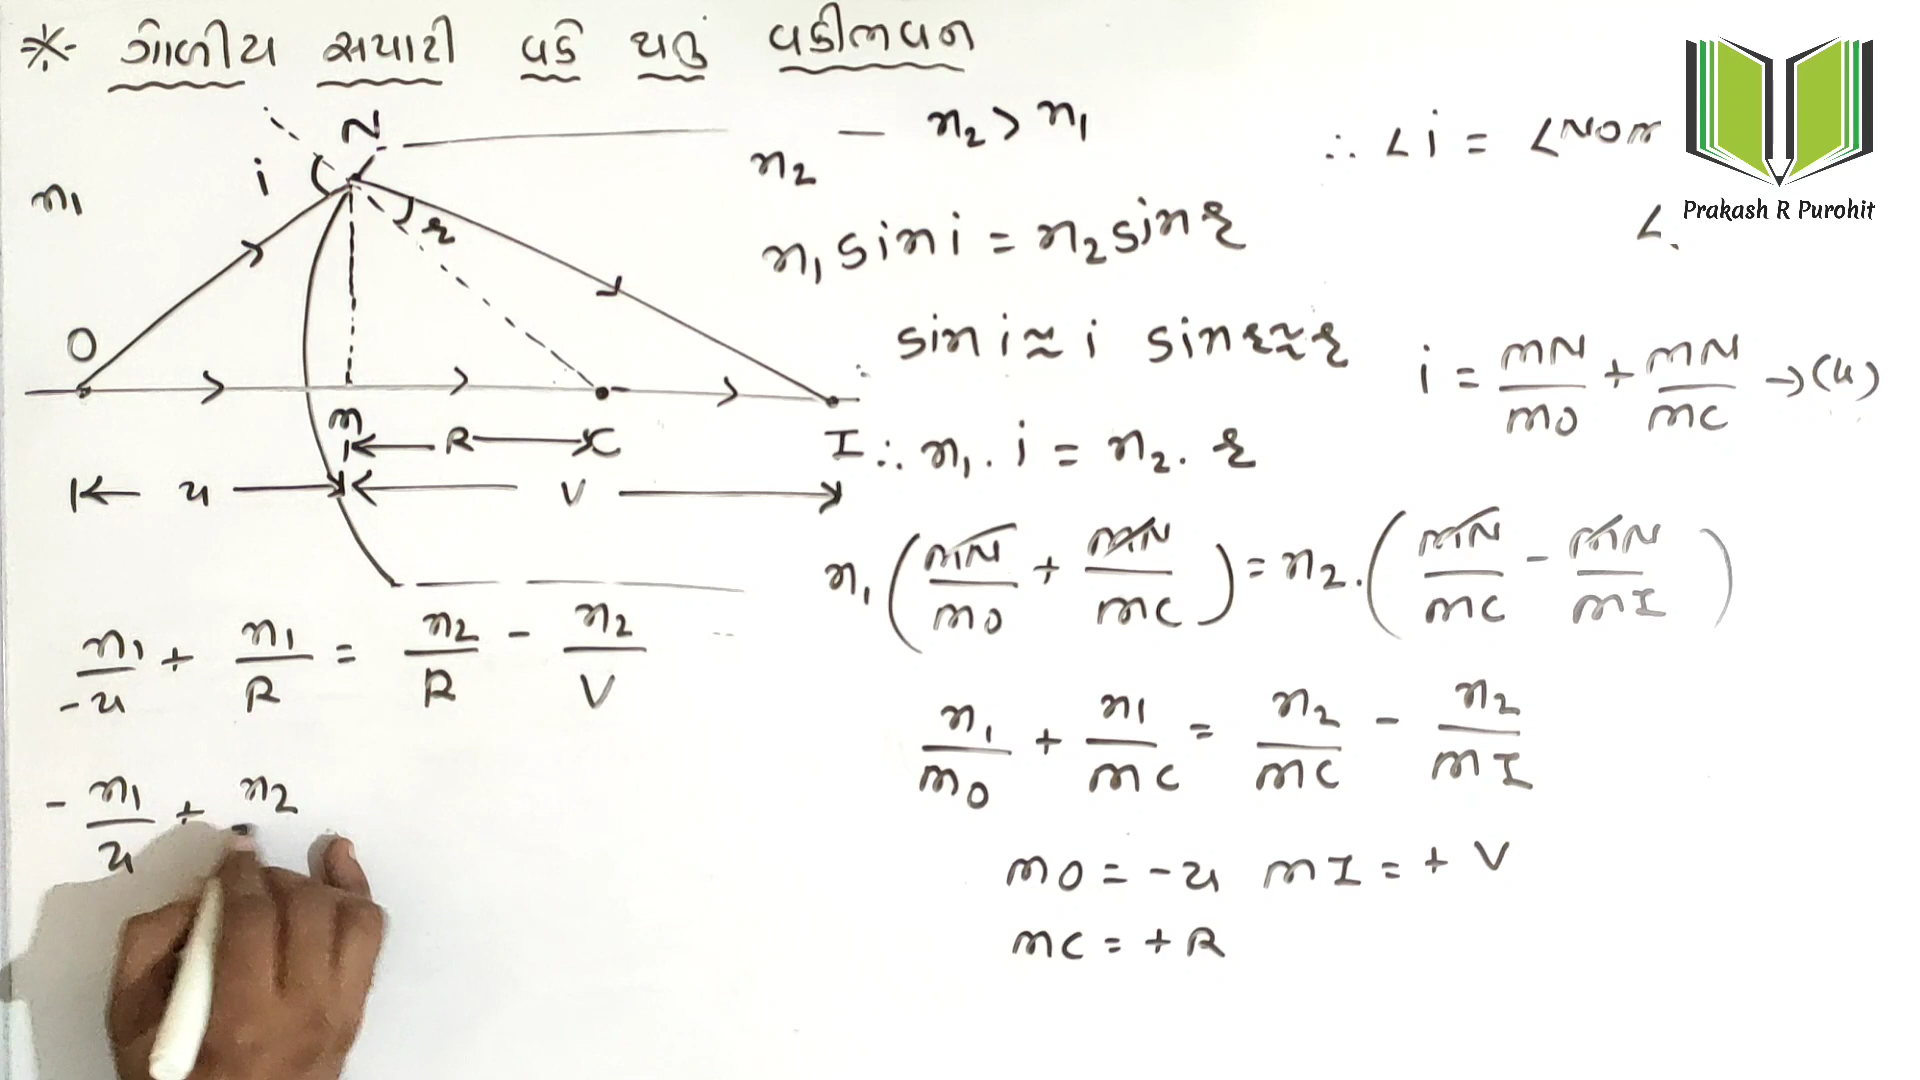 * ગોળીય સપાટી વડે થતું વક્રીભવન
N
i
n₁
r
O
M
R
C
I
u
V
n₂ - n₂ > n₁
n₁ sin i = n₂ sin r
∴ sin i ≈ i sin r ≈ r
∴ n₁. i = n₂. r
n₁ (MN/MO + MN/MC) = n₂. (MN/MC - MN/MI)
n₁/MO + n₁/MC = n₂/MC - n₂/MI
MO = -u MI = + V
MC = + R
∴ ∠i = ∠NOM
∠
i = MN/MO + MN/MC → (4)
n₁/-u + n₁/R = n₂/R - n₂/V
- n₁/u + n₂
Prakash R Purohit